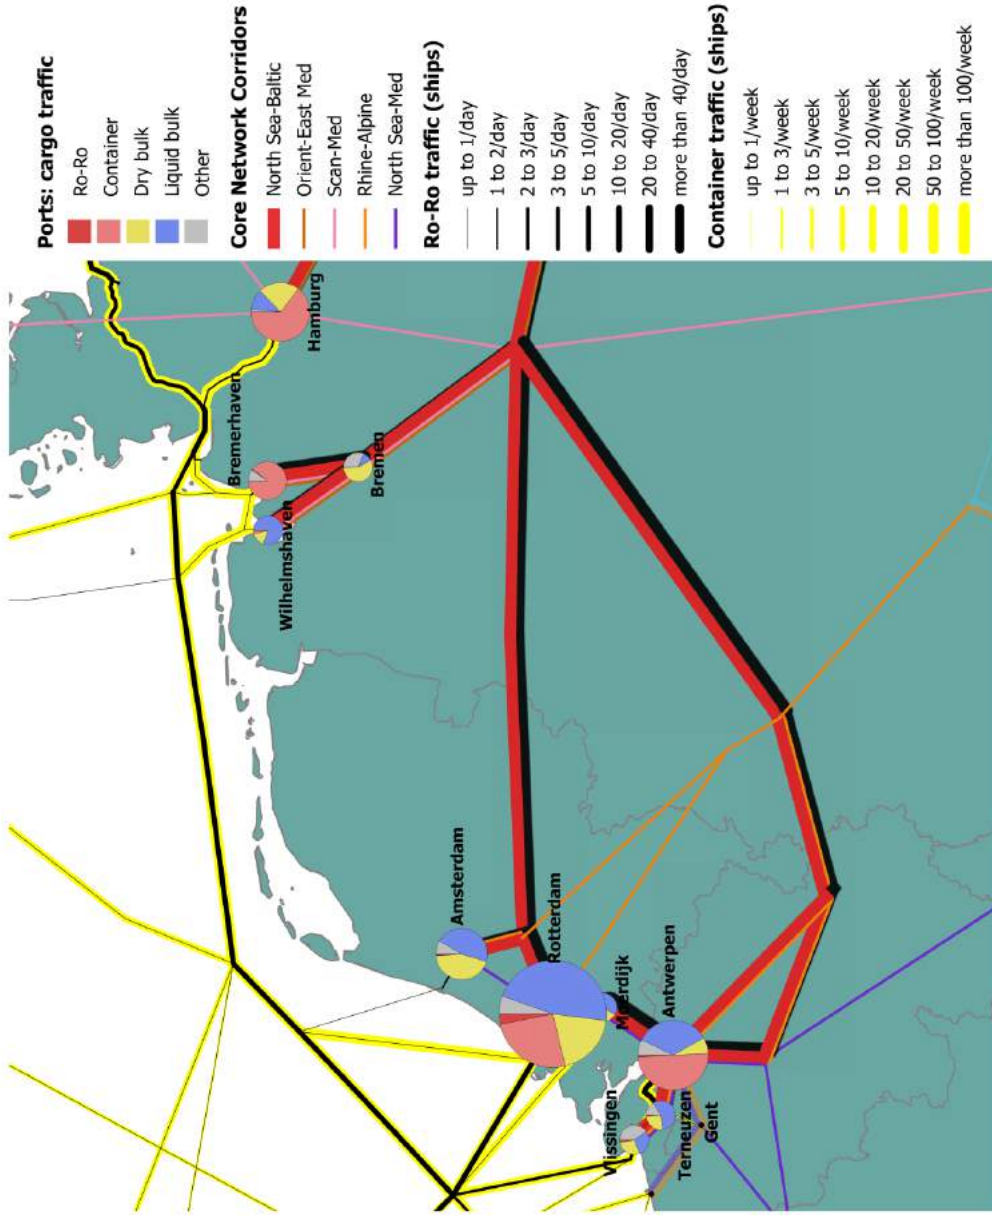 Ports: cargo traffic
Ro-Ro
Container
Dry bulk
Liquid bulk
Other
Core Network Corridors
North Sea-Baltic
Orient-East Med
Scan-Med
Rhine-Alpine
North Sea-Med
Ro-Ro traffic (ships)
up to 1/day
1 to 2/day
2 to 3/day
3 to 5/day
5 to 10/day
10 to 20/day
20 to 40/day
more than 40/day
Container traffic (ships)
up to 1/week
1 to 3/week
3 to 5/week
5 to 10/week
10 to 20/week
20 to 50/week
50 to 100/week
more than 100/week
Hamburg
Bremerhaven
Bremen
Wilhelmshaven
Amsterdam
Rotterdam
Moerdijk
Antwerpen
Vlissingen
Terneuzen
Gent